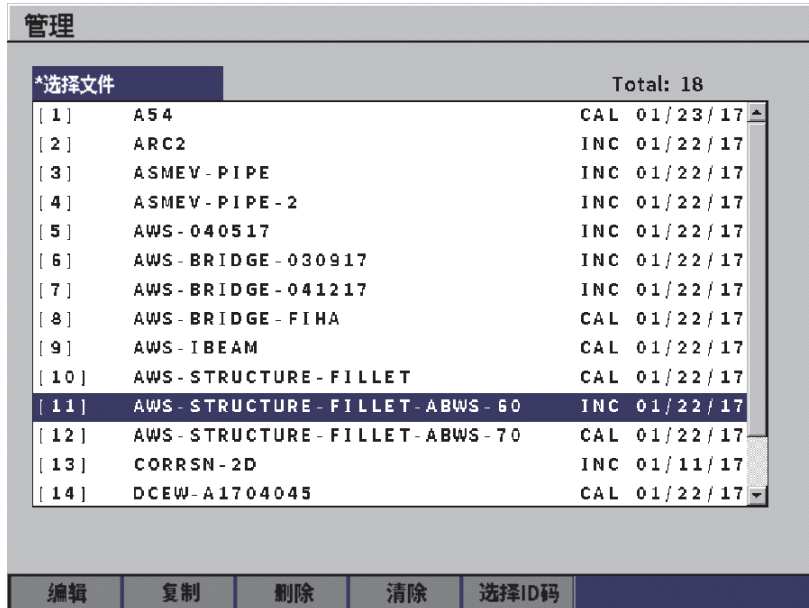 管理
*选择文件 Total: 18
[1] A54 CAL 01/23/17
[2] ARC2 INC 01/22/17
[3] ASMEV-PIPE INC 01/22/17
[4] ASMEV-PIPE-2 INC 01/22/17
[5] AWS-040517 INC 01/22/17
[6] AWS-BRIDGE-030917 INC 01/22/17
[7] AWS-BRIDGE-041217 INC 01/22/17
[8] AWS-BRIDGE-FIHA CAL 01/22/17
[9] AWS-IBEAM CAL 01/22/17
[10] AWS-STRUCTURE-FILLET CAL 01/22/17
[11] AWS-STRUCTURE-FILLET-ABWS-60 INC 01/22/17
[12] AWS-STRUCTURE-FILLET-ABWS-70 CAL 01/22/17
[13] CORRSN-2D INC 01/11/17
[14] DCEW-A1704045 CAL 01/22/17
编辑 复制 删除 清除 选择ID码